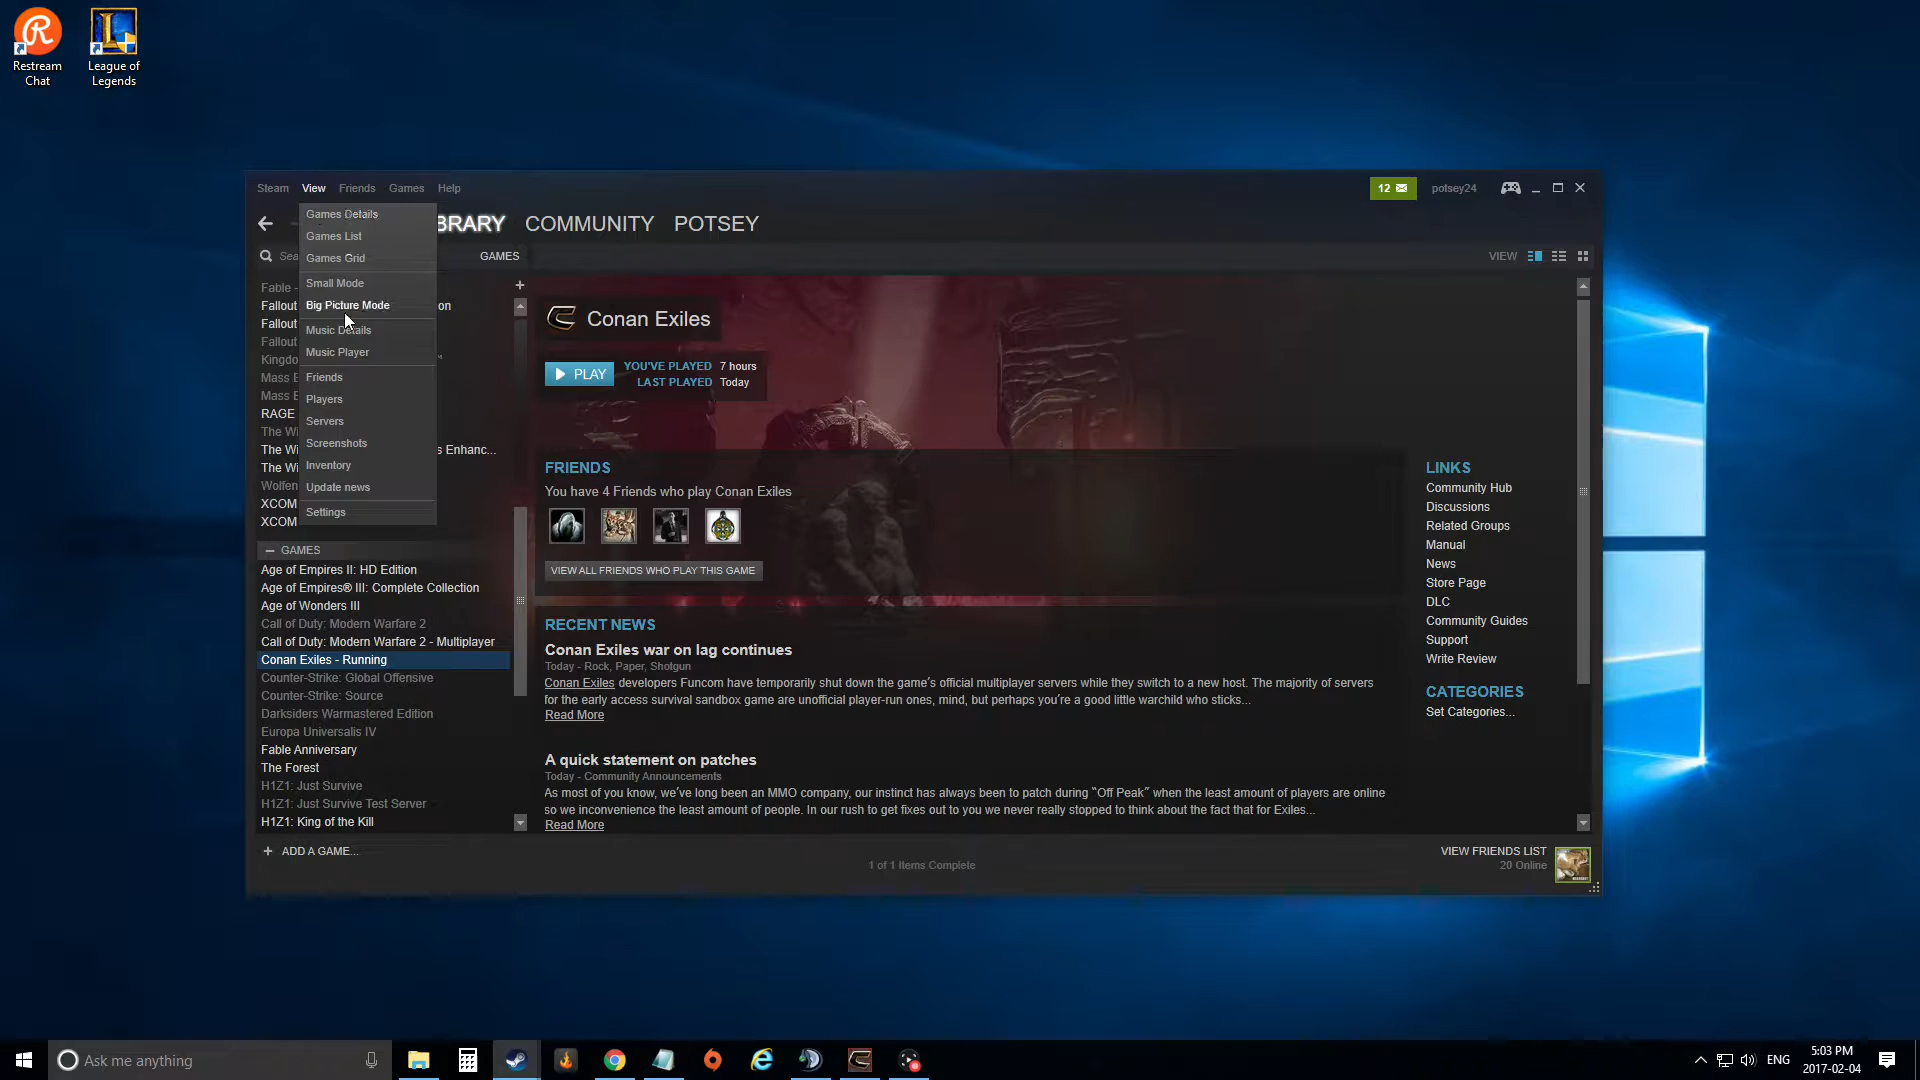 Restream
Chat
League of
Legends
Steam View Friends Games Help
12
potsey24
BRARY COMMUNITY POTSEY
Games Details
Games List
Games Grid
Small Mode
Big Picture Mode
Music Details
Music Player
Friends
Players
Servers
Screenshots
Inventory
Update news
Settings
Sea
GAMES
VIEW
Fable -
Fallout on
Fallout
Fallout
Kingdo ™
Mass E
Mass E
RAGE
The Wi
The Wi s Enhanc...
The Wi
Wolfen
XCOM
XCOM
GAMES
Age of Empires II: HD Edition
Age of Empires® III: Complete Collection
Age of Wonders III
Call of Duty: Modern Warfare 2
Call of Duty: Modern Warfare 2 - Multiplayer
Conan Exiles - Running
Counter-Strike: Global Offensive
Counter-Strike: Source
Darksiders Warmastered Edition
Europa Universalis IV
Fable Anniversary
The Forest
H1Z1: Just Survive
H1Z1: Just Survive Test Server
H1Z1: King of the Kill
+ ADD A GAME...
Conan Exiles
PLAY
YOU'VE PLAYED 7 hours
LAST PLAYED Today
FRIENDS
You have 4 Friends who play Conan Exiles
VIEW ALL FRIENDS WHO PLAY THIS GAME
RECENT NEWS
Conan Exiles war on lag continues
Today - Rock, Paper, Shotgun
Conan Exiles developers Funcom have temporarily shut down the game's official multiplayer servers while they switch to a new host. The majority of servers
for the early access survival sandbox game are unofficial player-run ones, mind, but perhaps you're a good little warchild who sticks...
Read More
A quick statement on patches
Today - Community Announcements
As most of you know, we've long been an MMO company, our instinct has always been to patch during "Off Peak" when the least amount of players are online
so we inconvenience the least amount of people. In our rush to get fixes out to you we never really stopped to think about the fact that for Exiles...
Read More
LINKS
Community Hub
Discussions
Related Groups
Manual
News
Store Page
DLC
Community Guides
Support
Write Review
CATEGORIES
Set Categories...
1 of 1 Items Complete
VIEW FRIENDS LIST
20 Online
Ask me anything
ENG
5:03 PM
2017-02-04